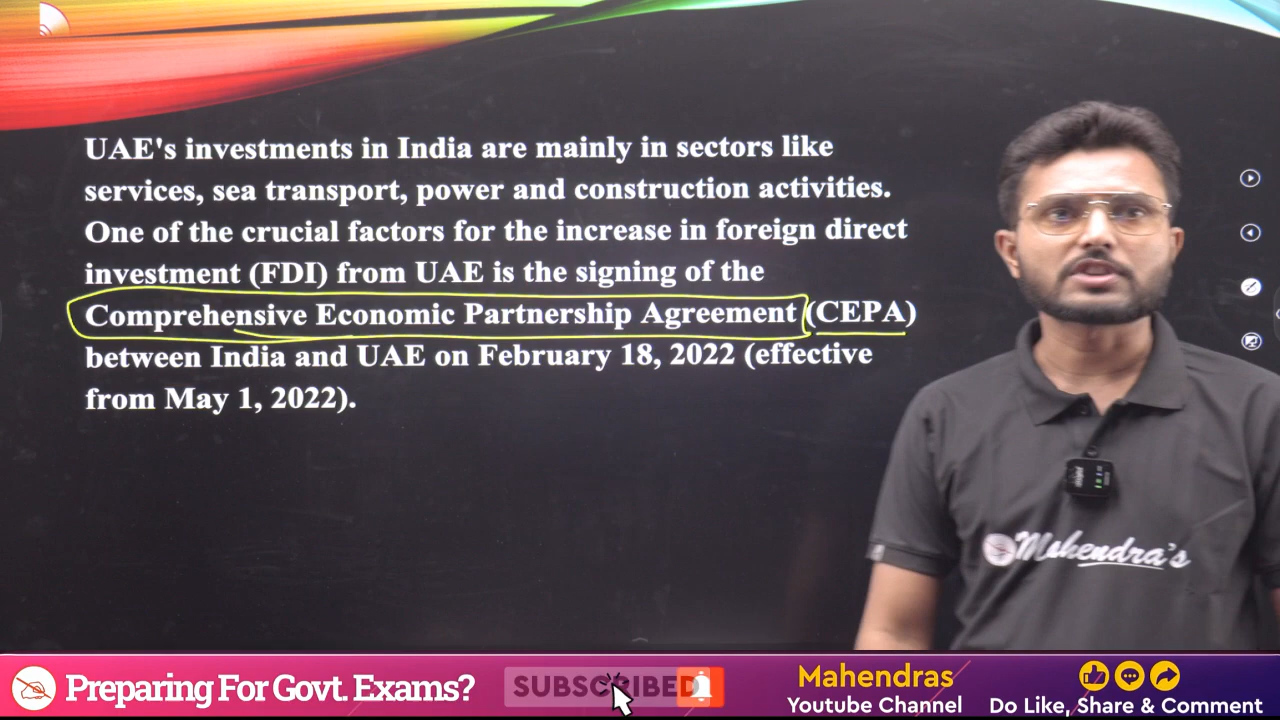 UAE's investments in India are mainly in sectors like
services, sea transport, power and construction activities.
One of the crucial factors for the increase in foreign direct
investment (FDI) from UAE is the signing of the
Comprehensive Economic Partnership Agreement (CEPA)
between India and UAE on February 18, 2022 (effective
from May 1, 2022).
Mahendra's
Preparing For Govt. Exams?
SUBSCRIBED
Mahendras
Youtube Channel
Do Like, Share & Comment